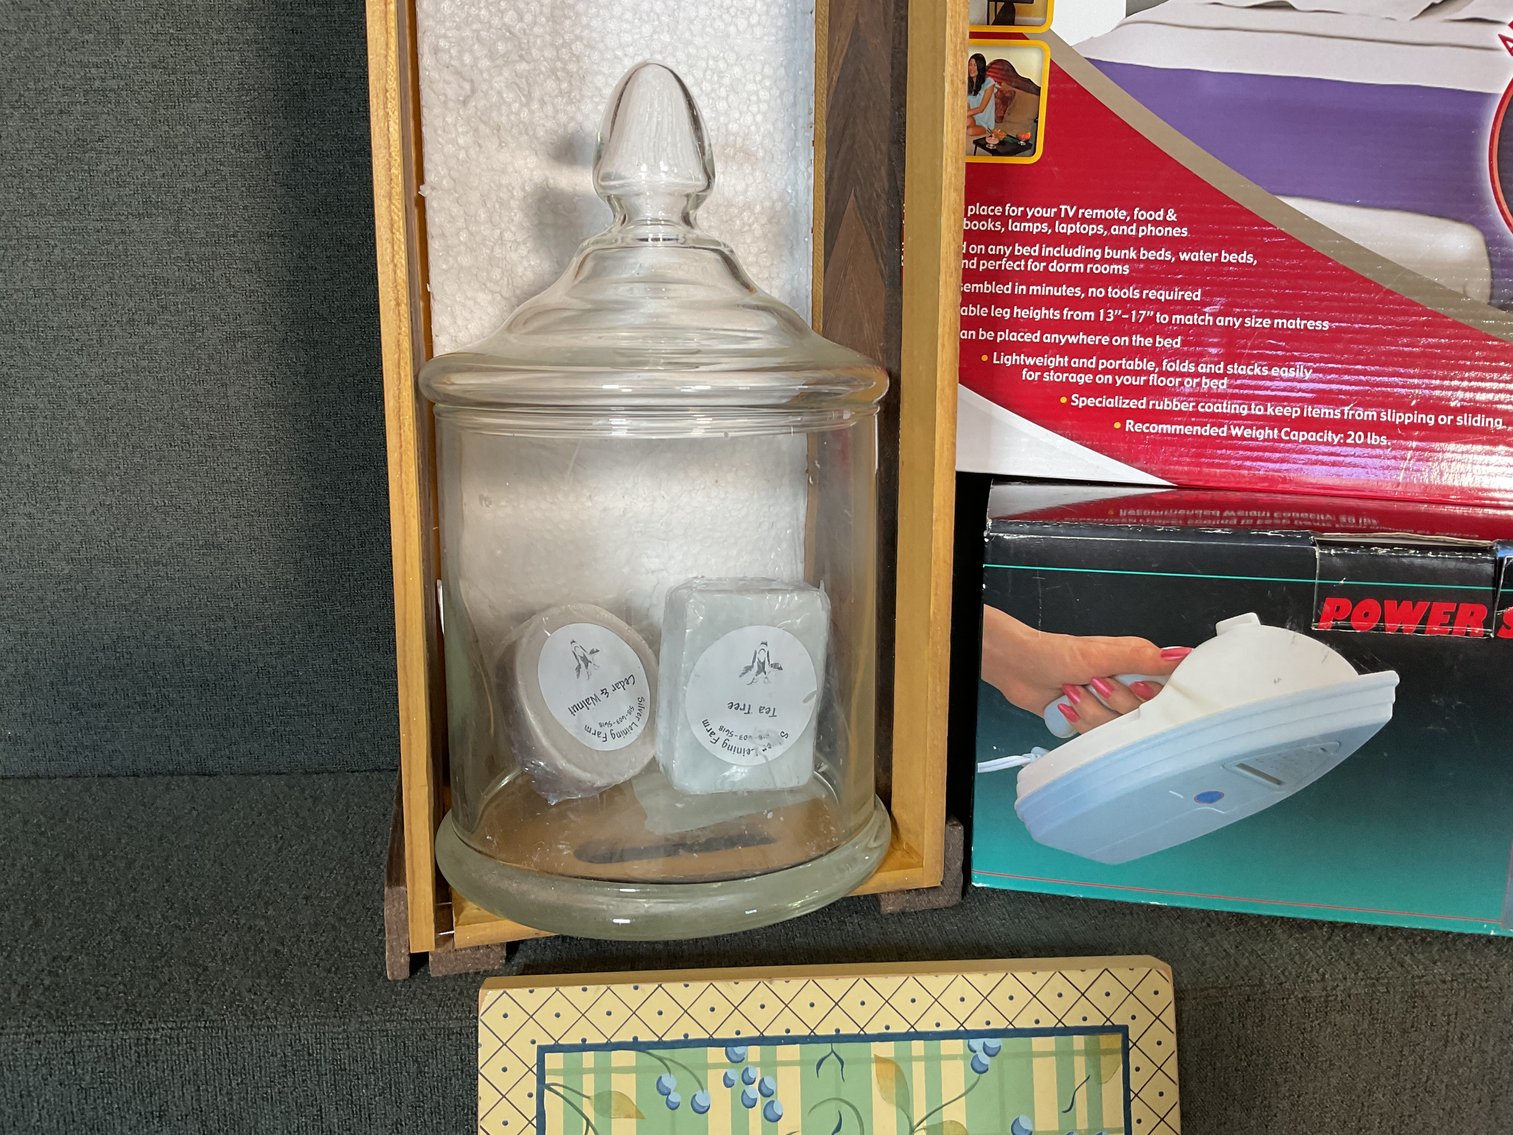 place for your TV remote, food &
books, lamps, laptops, and phones
on any bed including bunk beds, water beds,
and perfect for dorm rooms
sembled in minutes, no tools required
able leg heights from 13"-17" to match any size matress
an be placed anywhere on the bed
• Lightweight and portable, folds and stacks easily
for storage on your floor or bed
• Specialized rubber coating to keep items from slipping or sliding
• Recommended Weight Capacity: 20 lbs.
POWER S
Cedar & Walnut
Silver Leining Farm
Tea Tree
Leining Farm